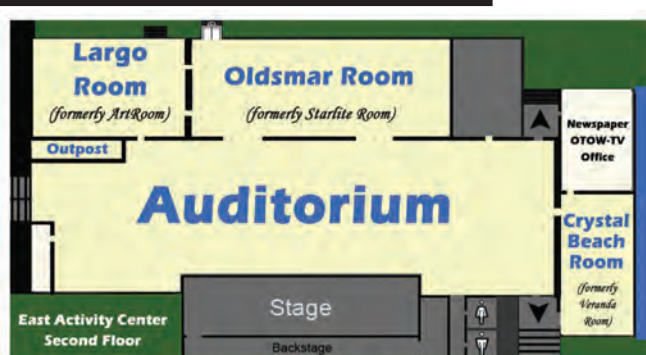 Largo
Room
(formerly ArtRoom)
Oldsmar Room
(formerly Starlite Room)
Outpost
Newspaper
OTOW-TV
Office
Auditorium
Crystal
Beach
Room
(formerly
Veranda
Room)
Stage
Backstage
East Activity Center
Second Floor